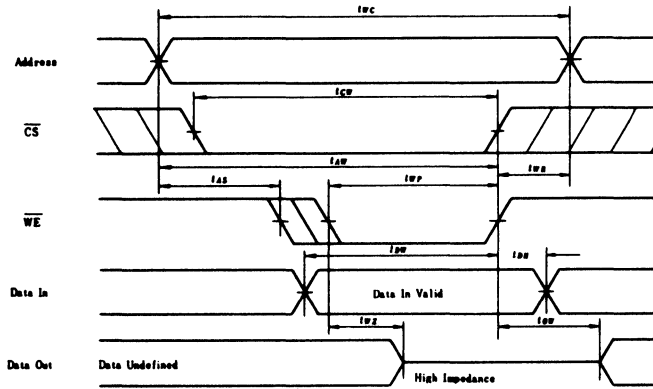 tWC
Address
tCW
CS
tAW
tWR
tAS
tWP
WE
tDW
tDH
Data In
Data In Valid
tWZ
tOW
Data Out
Data Undefined
High Impedance